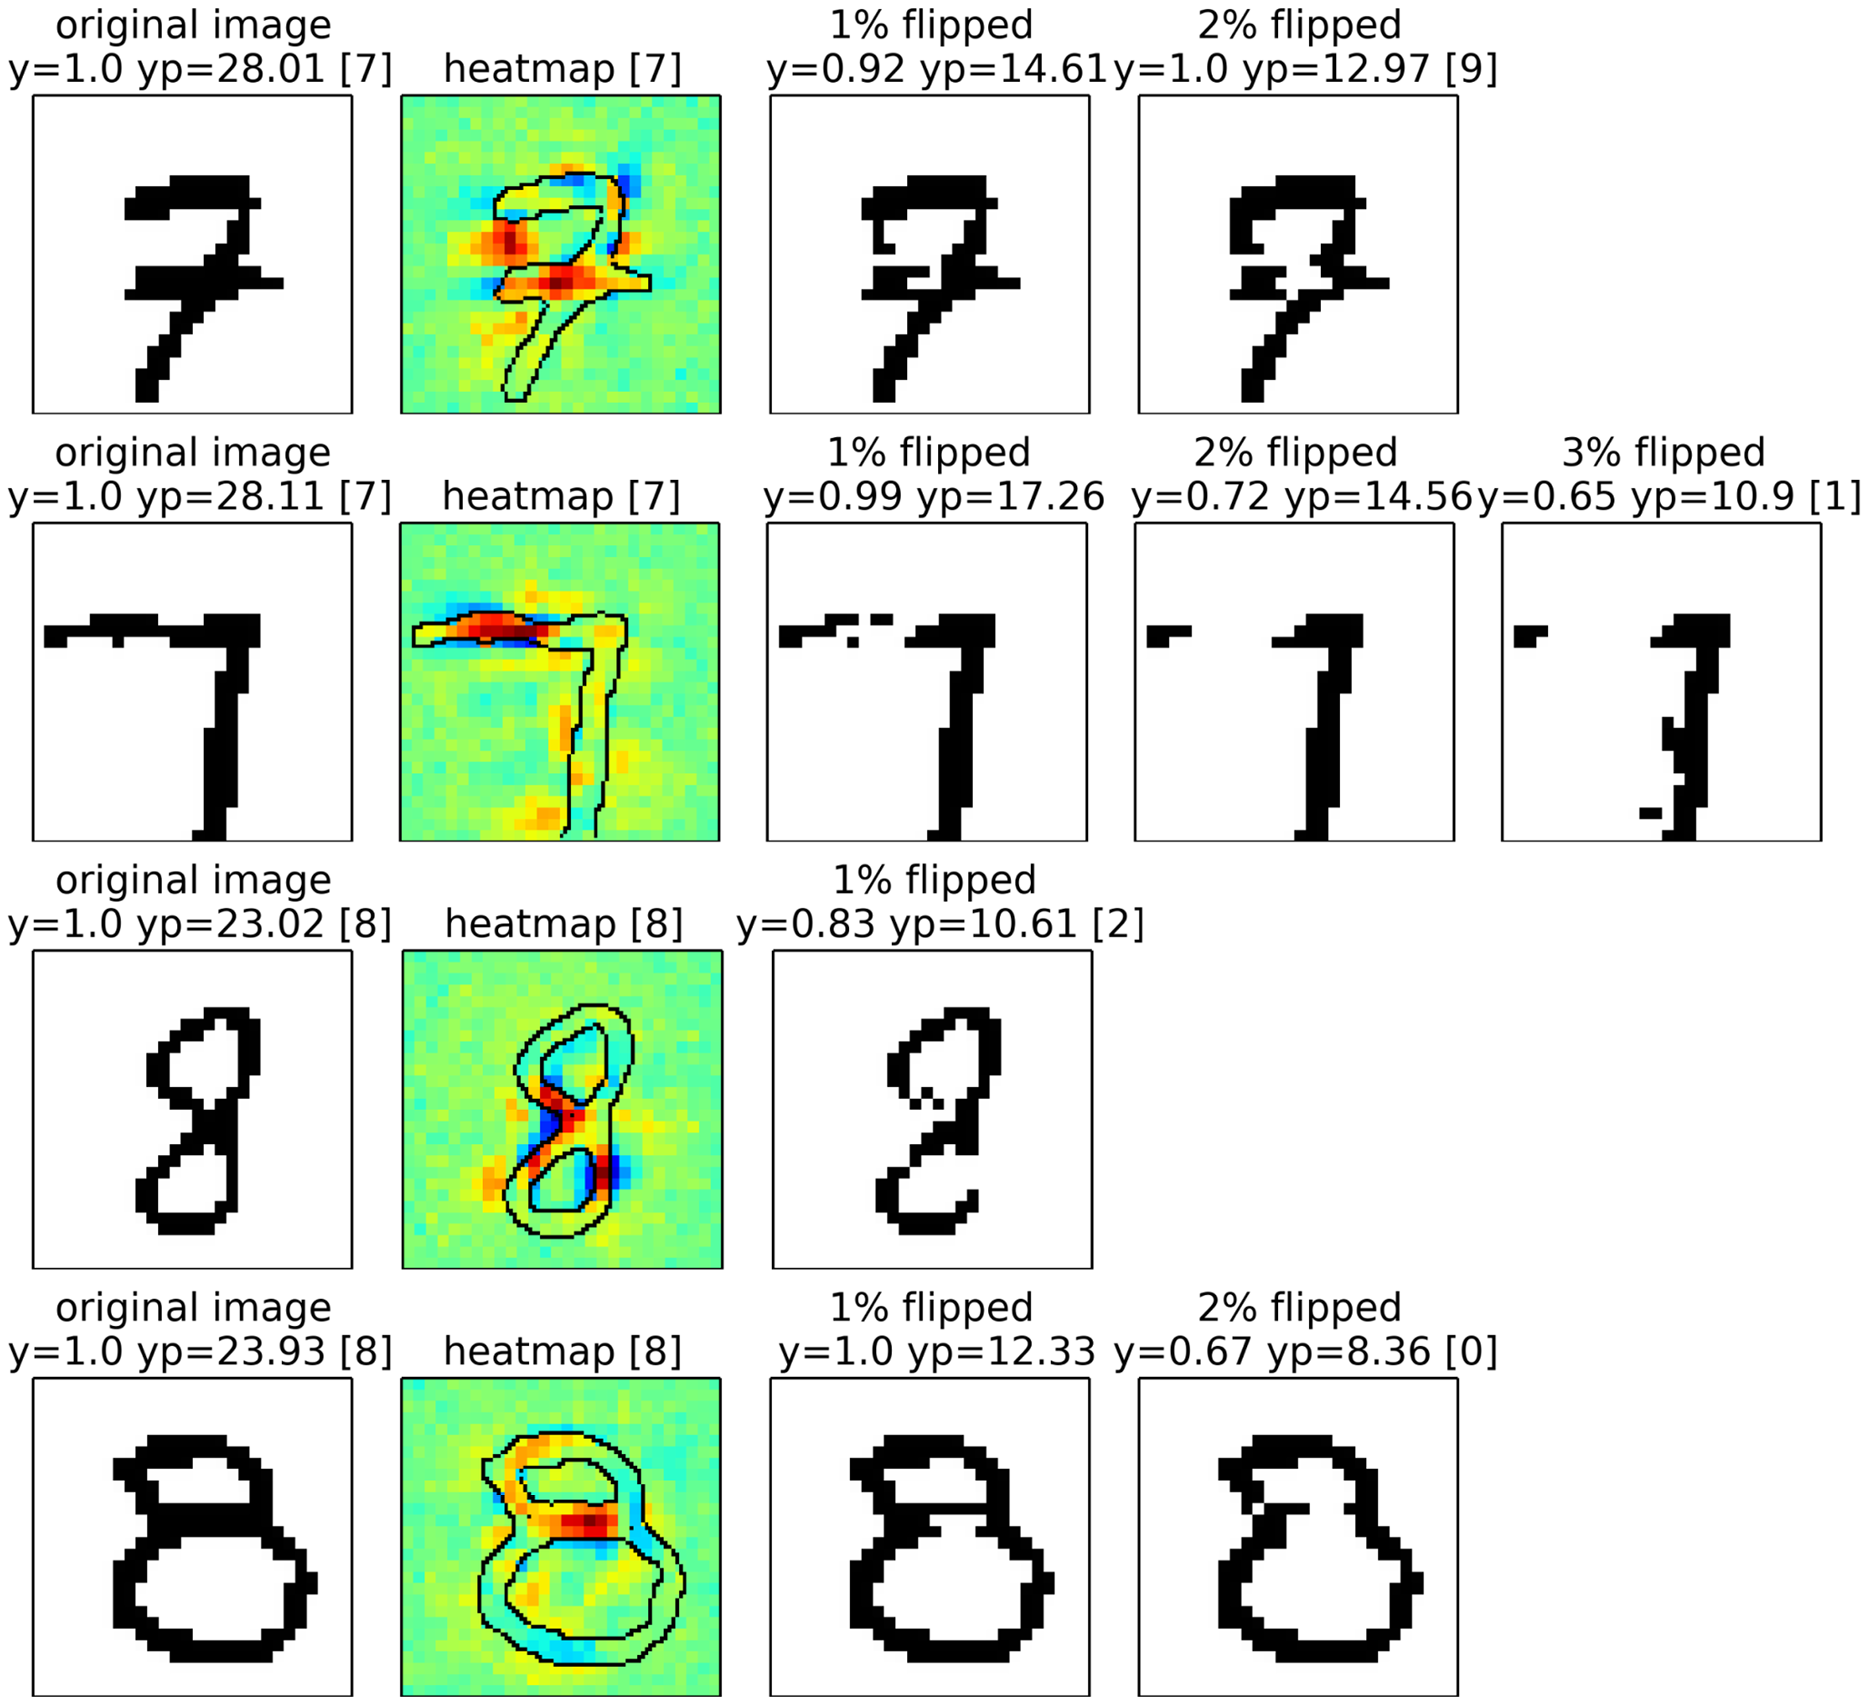 original image
y=1.0 yp=28.01 [7]
heatmap [7]
1% flipped
y=0.92 yp=14.61
2% flipped
y=1.0 yp=12.97 [9]
original image
y=1.0 yp=28.11 [7]
heatmap [7]
1% flipped
y=0.99 yp=17.26
2% flipped
y=0.72 yp=14.56
3% flipped
y=0.65 yp=10.9 [1]
original image
y=1.0 yp=23.02 [8]
heatmap [8]
1% flipped
y=0.83 yp=10.61 [2]
original image
y=1.0 yp=23.93 [8]
heatmap [8]
1% flipped
y=1.0 yp=12.33
2% flipped
y=0.67 yp=8.36 [0]